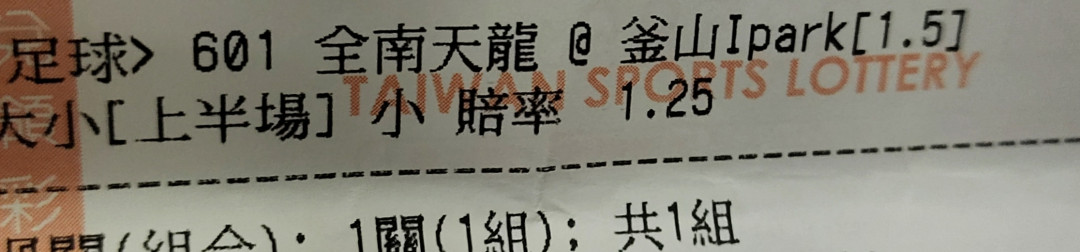 足球> 601 全南天龍 @ 釜山Ipark[1.5]
TAIWAN SPORTS LOTTERY
大小[上半場] 小 賠率 1.25
彩
1關(1組); 共1組